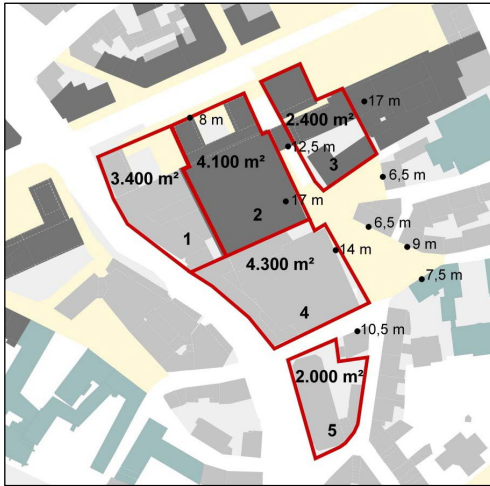 17 m
2.400 m²
8 m
12,5 m
4.100 m²
3
3.400 m²
6,5 m
17 m
2
6,5 m
1
9 m
14 m
4.300 m²
7,5 m
4
10,5 m
2.000 m²
5